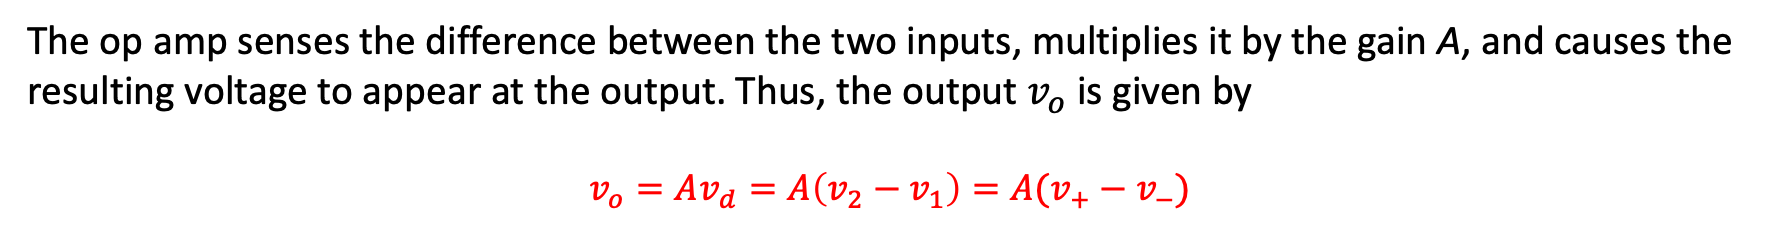 The op amp senses the difference between the two inputs, multiplies it by the gain A, and causes the
resulting voltage to appear at the output. Thus, the output 𝑣ₒ is given by
𝑣ₒ = 𝐴𝑣_d = 𝐴(𝑣₂ − 𝑣₁) = 𝐴(𝑣₊ − 𝑣₋)